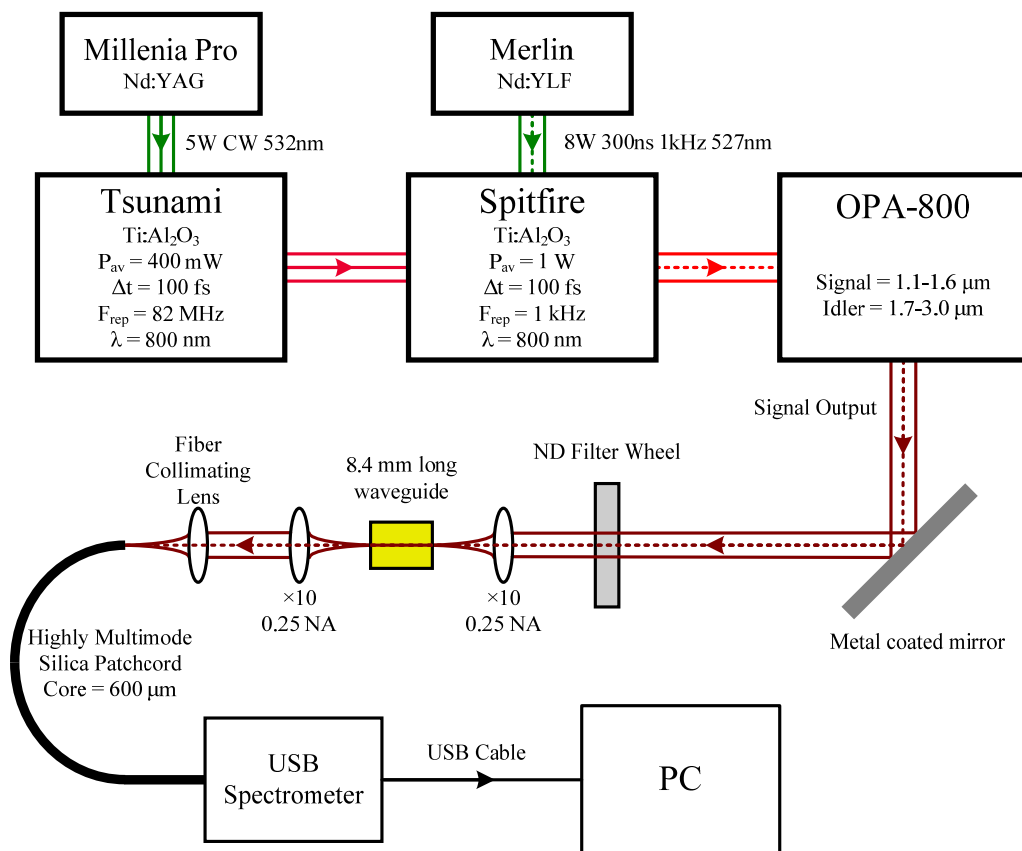 Millenia Pro
Nd:YAG
Merlin
Nd:YLF
5W CW 532nm
8W 300ns 1kHz 527nm
Tsunami
Ti:Al₂O₃
Pav = 400 mW
Δt = 100 fs
Frep = 82 MHz
λ = 800 nm
Spitfire
Ti:Al₂O₃
Pav = 1 W
Δt = 100 fs
Frep = 1 kHz
λ = 800 nm
OPA-800
Signal = 1.1-1.6 μm
Idler = 1.7-3.0 μm
Signal Output
Fiber
Collimating
Lens
8.4 mm long
waveguide
ND Filter Wheel
×10
0.25 NA
×10
0.25 NA
Metal coated mirror
Highly Multimode
Silica Patchcord
Core = 600 μm
USB
Spectrometer
USB Cable
PC